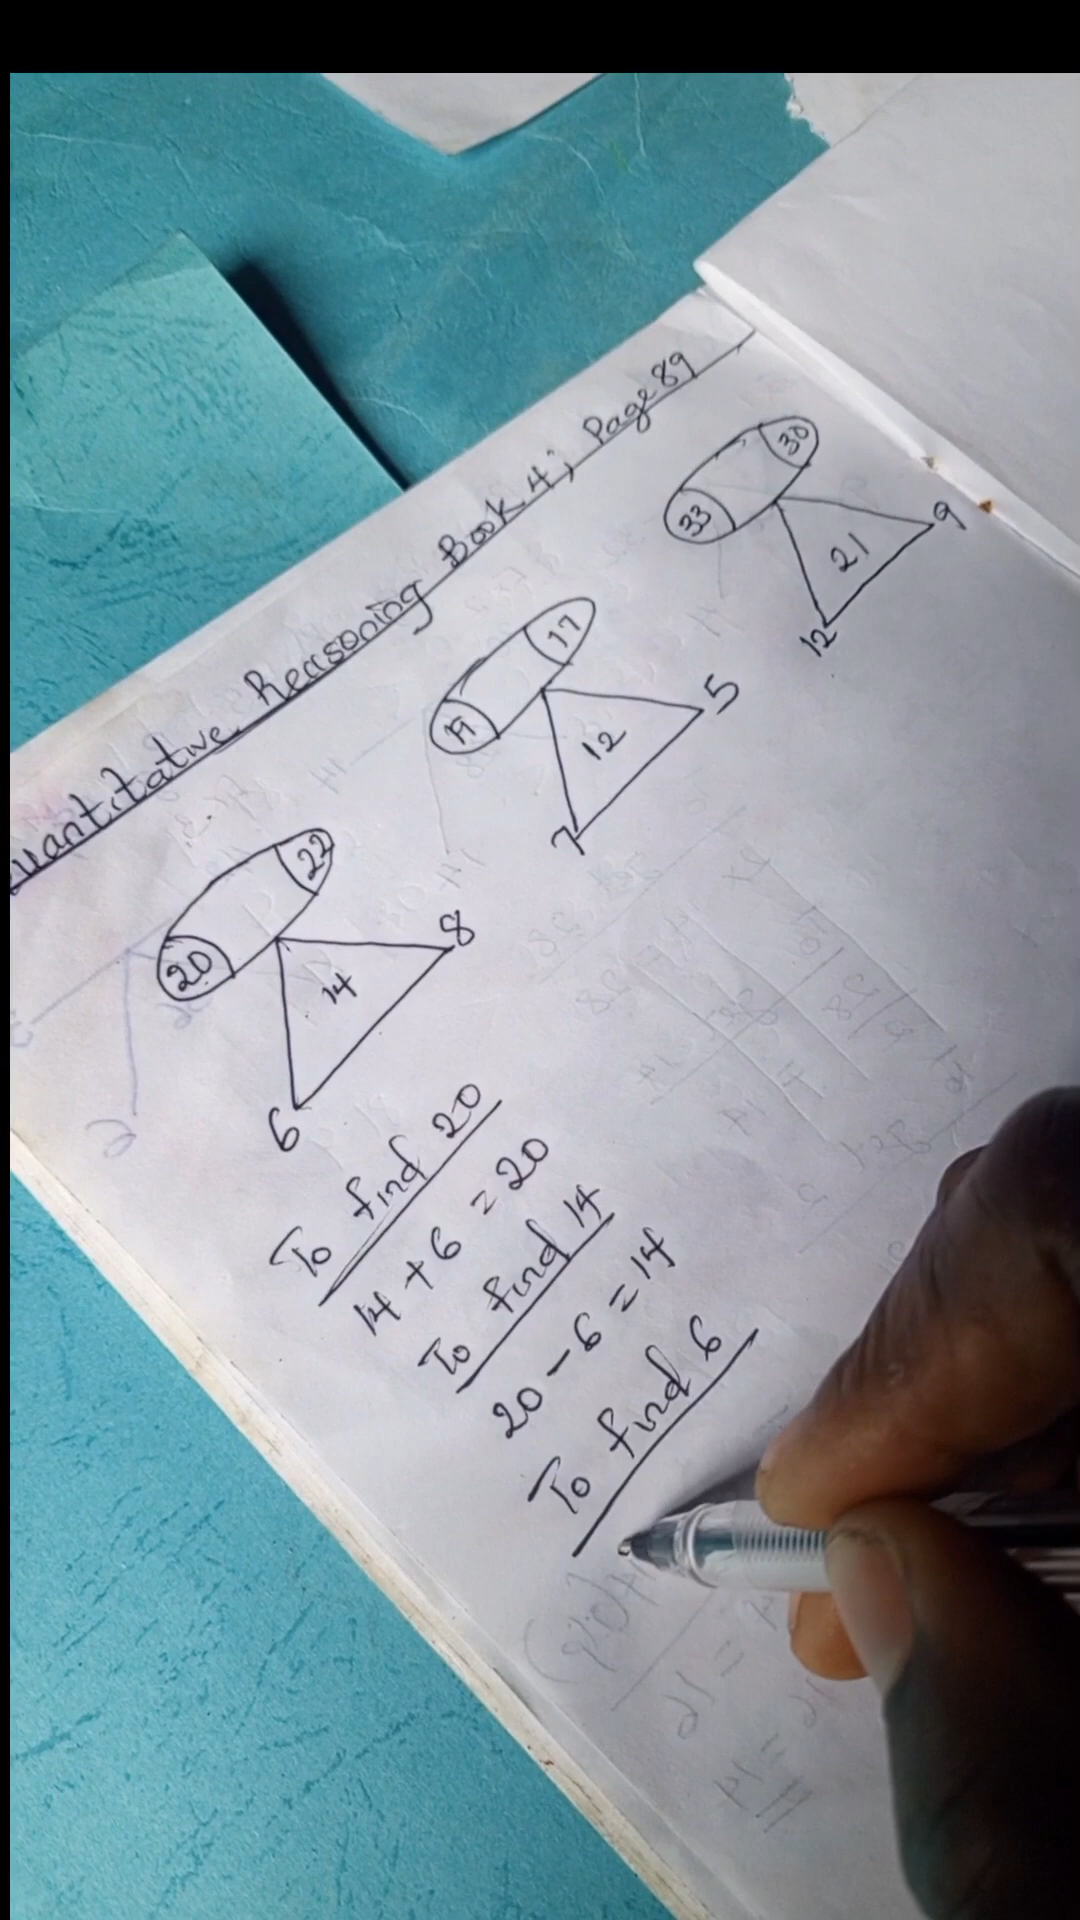 Quantitative Reasoning Book 4; Page 89
20 22
14
6 8
19 17
12
7 5
33 30
21
12 9
To find 20
14 + 6 = 20
To find 14
20 - 6 = 14
To find 6